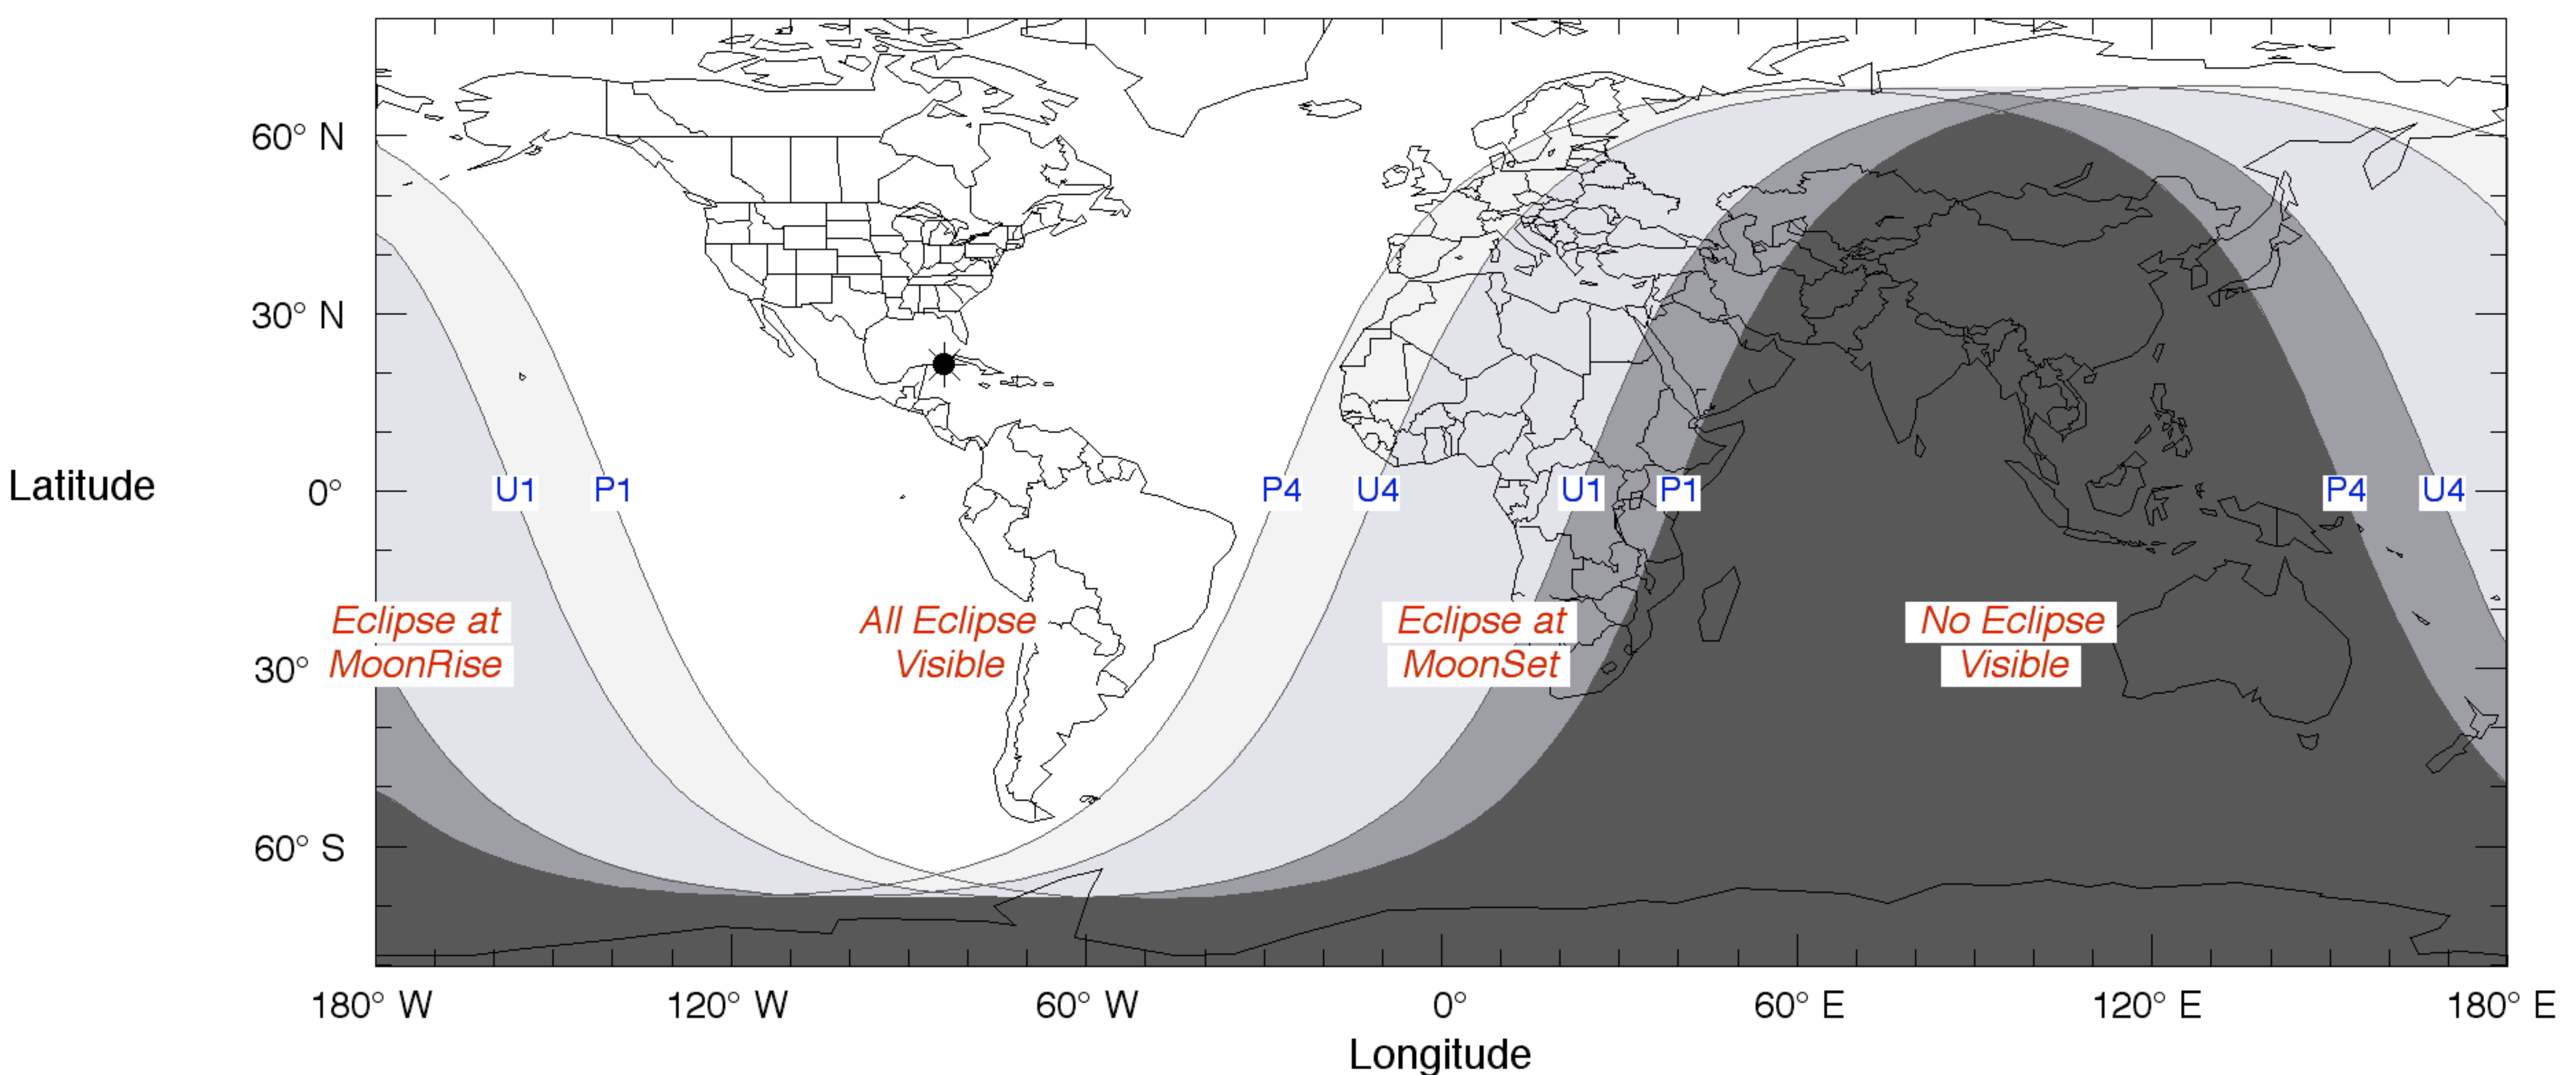 60° N
30° N
Latitude
0°
U1 P1 P4 U4 U1 P1 P4 U4
Eclipse at All Eclipse Eclipse at No Eclipse
30° MoonRise Visible MoonSet Visible
60° S
180° W 120° W 60° W 0° 60° E 120° E 180° E
Longitude